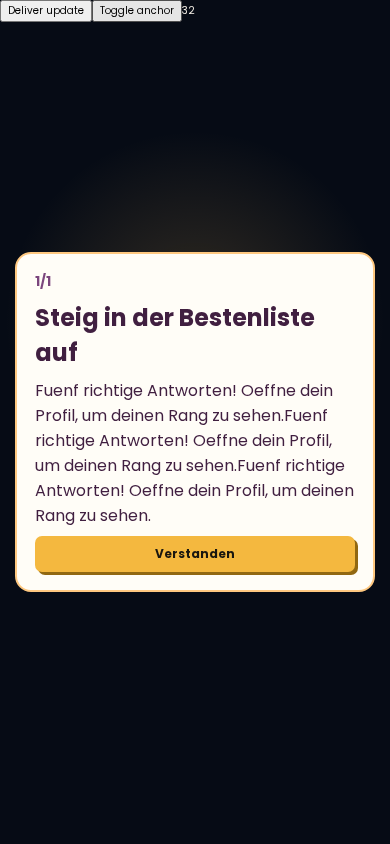 Deliver update Toggle anchor 32
1/1
Steig in der Bestenliste
auf
Fuenf richtige Antworten! Oeffne dein
Profil, um deinen Rang zu sehen.Fuenf
richtige Antworten! Oeffne dein Profil,
um deinen Rang zu sehen.Fuenf richtige
Antworten! Oeffne dein Profil, um deinen
Rang zu sehen.
Verstanden